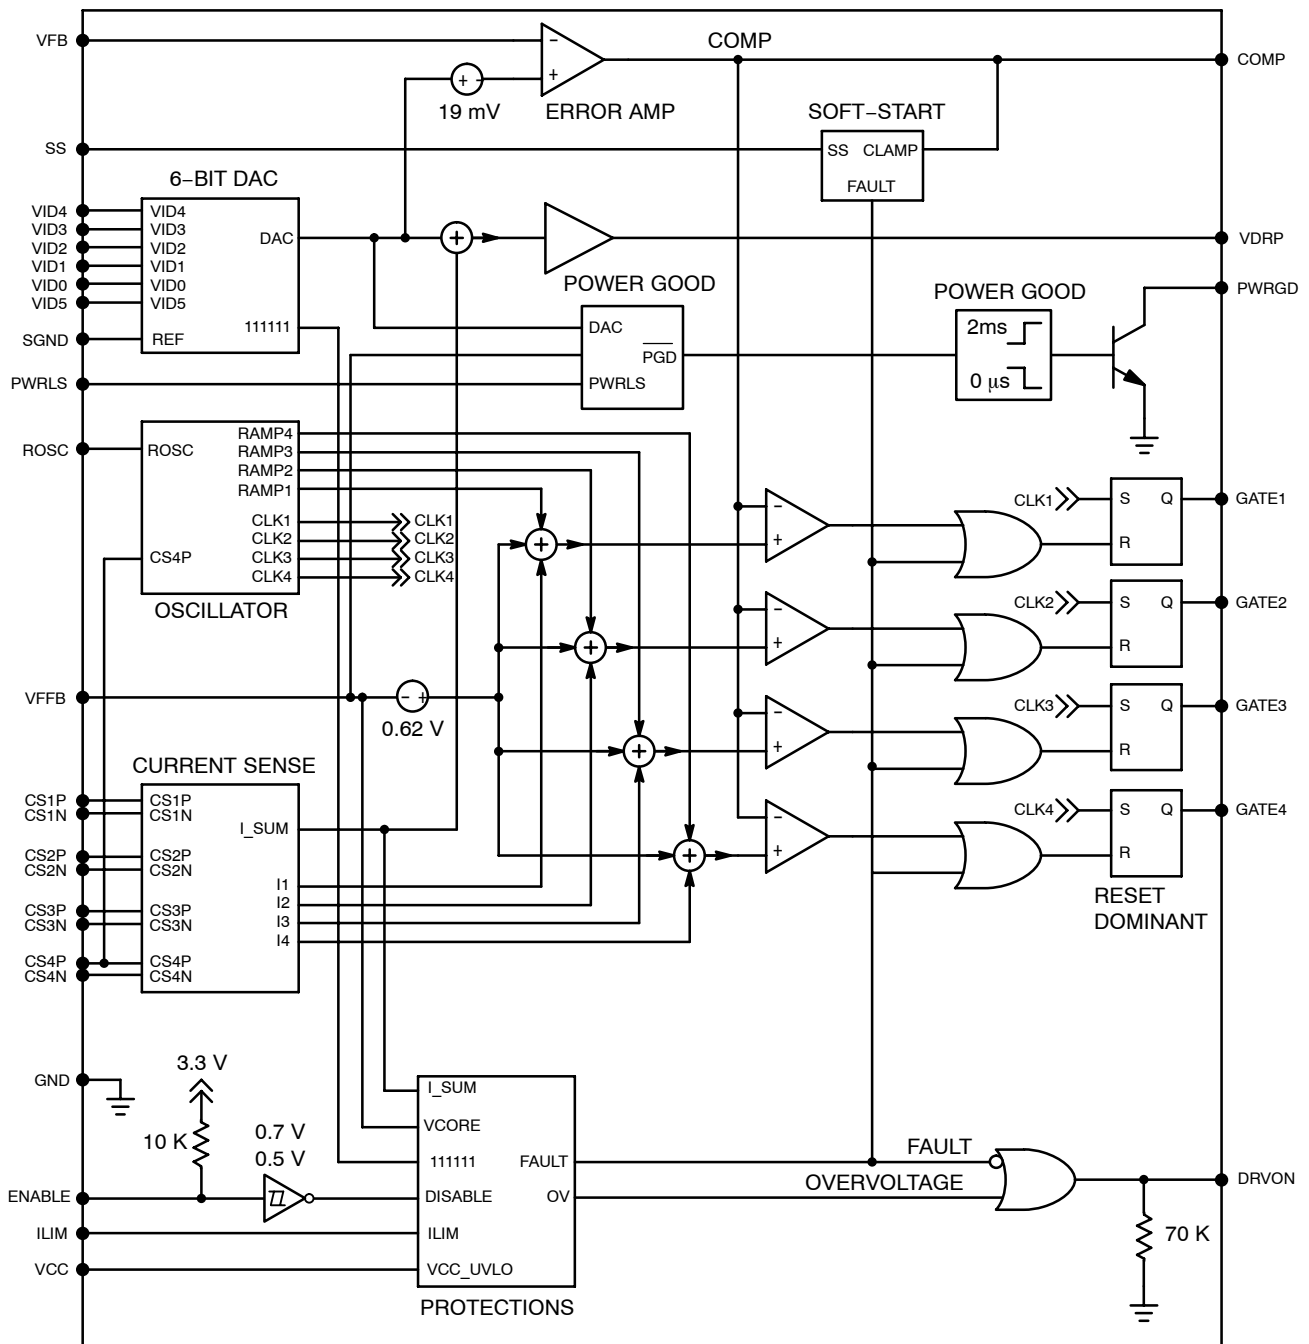 VFB
−
COMP
COMP
+
+ -
19 mV
ERROR AMP
SOFT−START
SS
SS CLAMP
FAULT
6−BIT DAC
VID4
VID3
VID2
VID1
VID0
VID5
SGND
VID4
VID3
VID2
VID1
VID0
VID5
REF
DAC
111111
+
VDRP
POWER GOOD
DAC
PGD
PWRLS
POWER GOOD
2ms
0 μs
PWRGD
PWRLS
ROSC
ROSC
CS4P
RAMP4
RAMP3
RAMP2
RAMP1
CLK1
CLK2
CLK3
CLK4
CLK1
CLK2
CLK3
CLK4
OSCILLATOR
+
+
+
+
−
+
−
+
−
+
−
+
CLK1
S Q
R
GATE1
CLK2
S Q
R
GATE2
CLK3
S Q
R
GATE3
CLK4
S Q
R
GATE4
RESET
DOMINANT
VFFB
- +
0.62 V
CURRENT SENSE
CS1P
CS1N
CS2P
CS2N
CS3P
CS3N
CS4P
CS4N
CS1P
CS1N
CS2P
CS2N
CS3P
CS3N
CS4P
CS4N
I_SUM
I1
I2
I3
I4
GND
3.3 V
10 K
0.7 V
0.5 V
ENABLE
ILIM
VCC
I_SUM
VCORE
111111
DISABLE
ILIM
VCC_UVLO
FAULT
OV
PROTECTIONS
FAULT
OVERVOLTAGE
DRVON
70 K